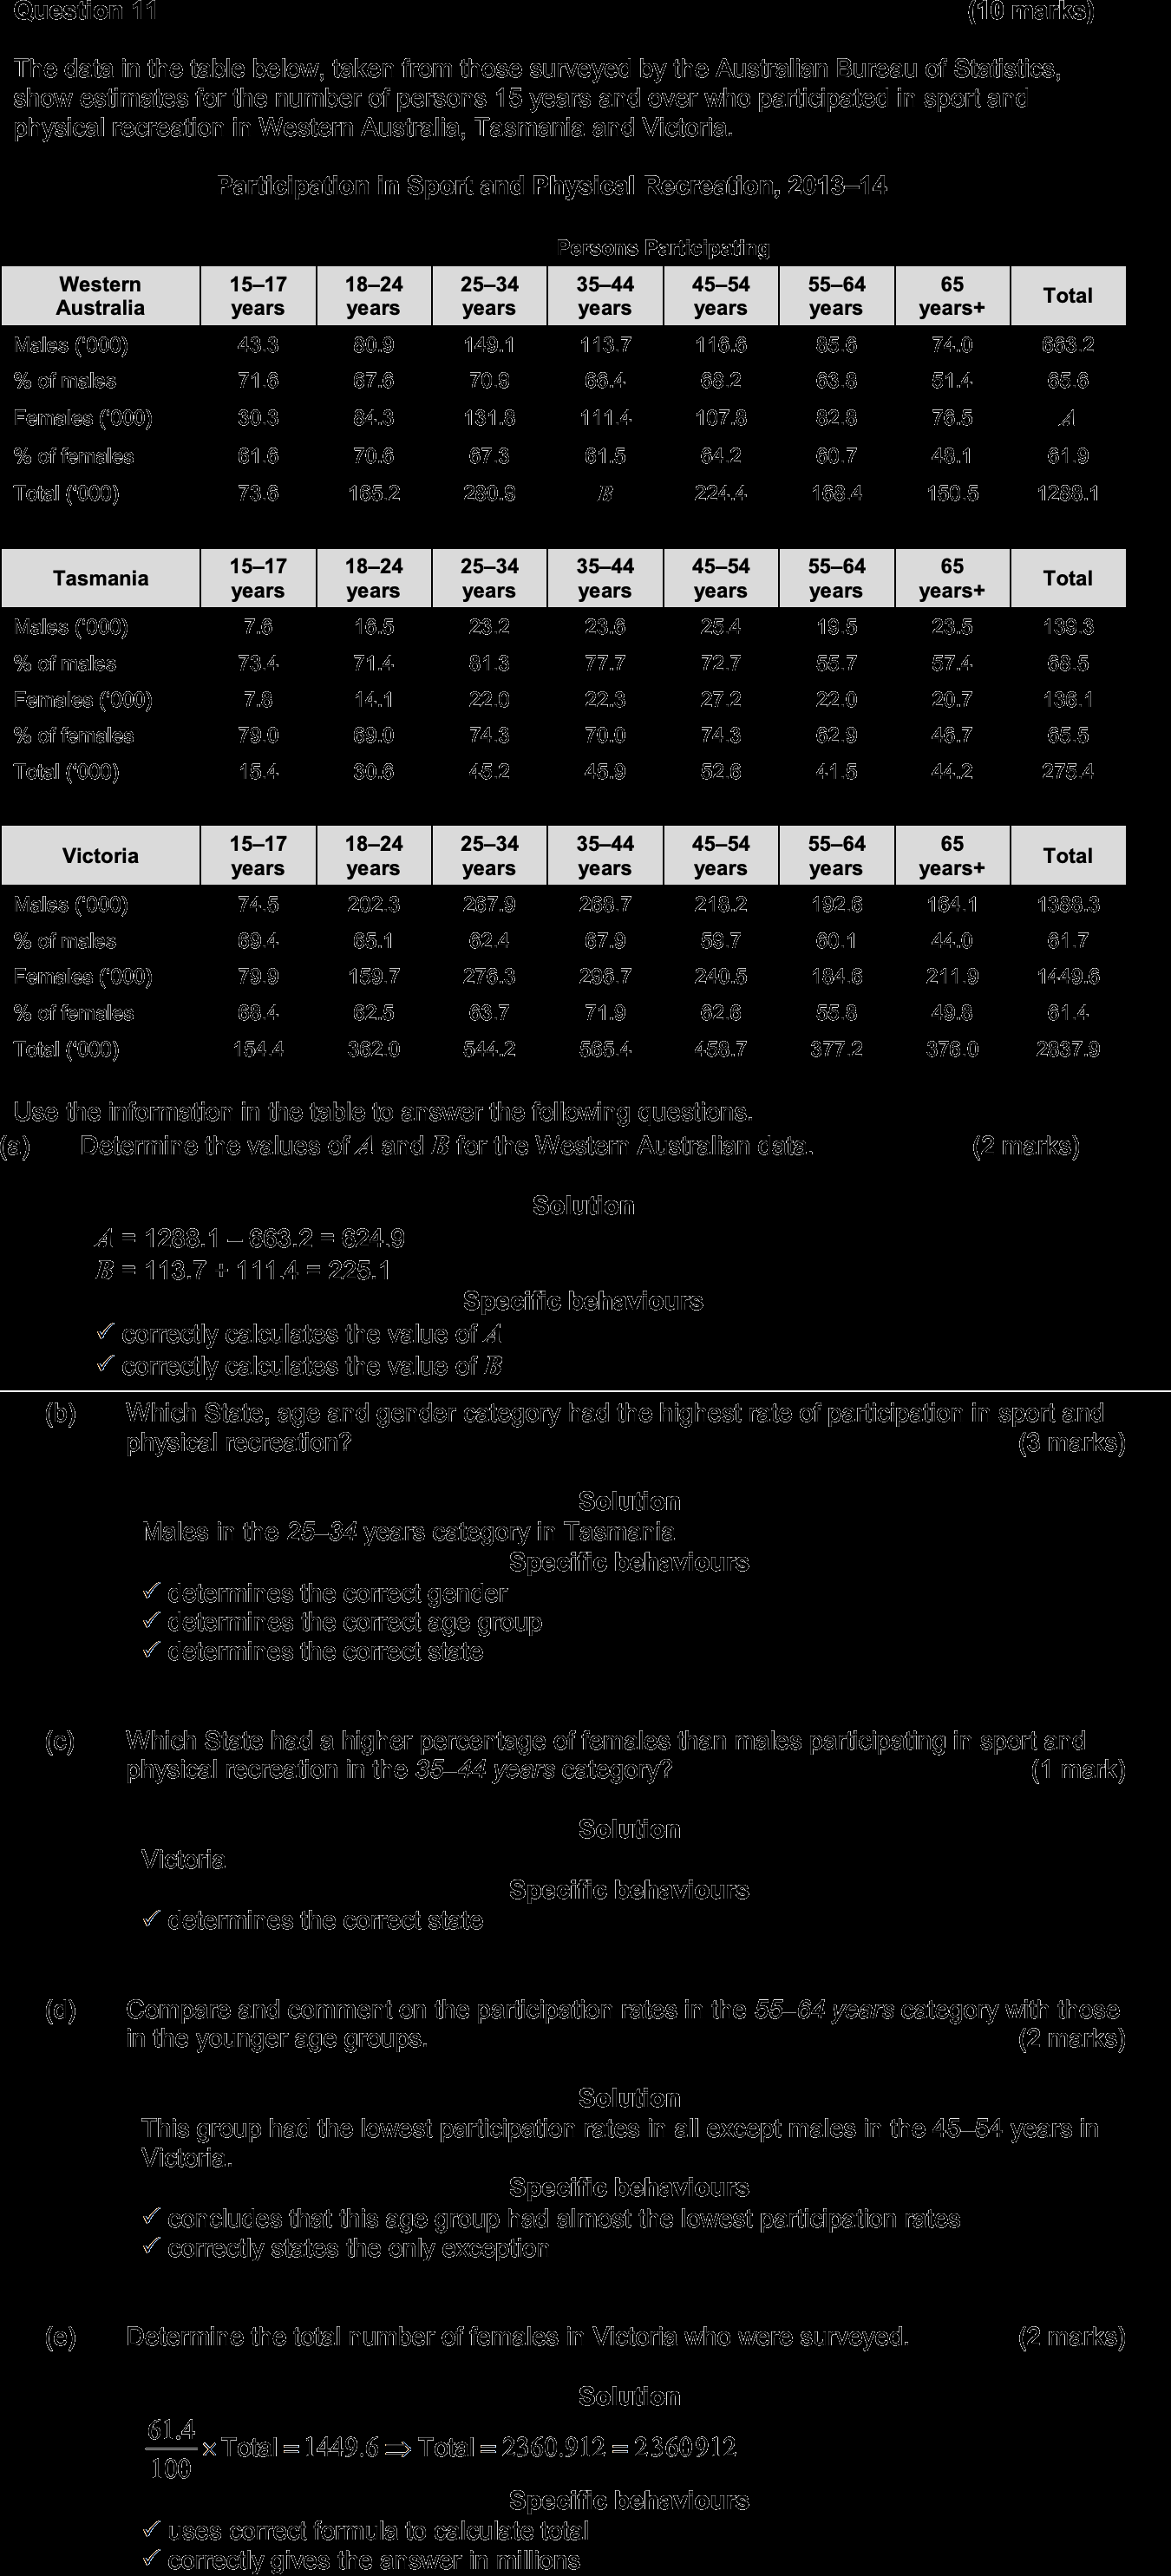 Question 11 (10 marks)
The data in the table below, taken from those surveyed by the Australian Bureau of Statistics,
show estimates for the number of persons 15 years and over who participated in sport and
physical recreation in Western Australia, Tasmania and Victoria.
Participation in Sport and Physical Recreation, 2013–14
Persons Participating
Western Australia 15–17 years 18–24 years 25–34 years 35–44 years 45–54 years 55–64 years 65 years+ Total
Males ('000) 43.3 80.9 149.1 113.7 116.6 85.6 74.0 663.2
% of males 71.6 67.6 70.9 66.4 68.2 63.8 51.4 65.6
Females ('000) 30.3 84.3 131.8 111.4 107.8 82.8 76.5 A
% of females 61.6 70.6 67.3 61.5 64.2 60.7 48.1 61.9
Total ('000) 73.6 165.2 280.9 B 224.4 168.4 150.5 1288.1
Tasmania 15–17 years 18–24 years 25–34 years 35–44 years 45–54 years 55–64 years 65 years+ Total
Males ('000) 7.6 16.5 23.2 23.6 25.4 19.5 23.5 139.3
% of males 73.4 71.4 81.3 77.7 72.7 55.7 57.4 68.5
Females ('000) 7.8 14.1 22.0 22.3 27.2 22.0 20.7 136.1
% of females 79.0 69.0 74.3 70.0 74.3 62.9 46.7 65.5
Total ('000) 15.4 30.6 45.2 45.9 52.6 41.5 44.2 275.4
Victoria 15–17 years 18–24 years 25–34 years 35–44 years 45–54 years 55–64 years 65 years+ Total
Males ('000) 74.5 202.3 267.9 268.7 218.2 192.6 164.1 1388.3
% of males 69.4 65.1 62.4 67.9 59.7 60.1 44.0 61.7
Females ('000) 79.9 159.7 276.3 296.7 240.5 184.6 211.9 1449.6
% of females 68.4 62.5 63.7 71.9 62.6 55.8 49.8 61.4
Total ('000) 154.4 362.0 544.2 565.4 458.7 377.2 376.0 2837.9
Use the information in the table to answer the following questions.
(a) Determine the values of A and B for the Western Australian data. (2 marks)
Solution
A = 1288.1 – 663.2 = 624.9
B = 113.7 + 111.4 = 225.1
Specific behaviours
✓ correctly calculates the value of A
✓ correctly calculates the value of B
(b) Which State, age and gender category had the highest rate of participation in sport and
physical recreation? (3 marks)
Solution
Males in the 25–34 years category in Tasmania
Specific behaviours
✓ determines the correct gender
✓ determines the correct age group
✓ determines the correct state
(c) Which State had a higher percentage of females than males participating in sport and
physical recreation in the 35–44 years category? (1 mark)
Solution
Victoria
Specific behaviours
✓ determines the correct state
(d) Compare and comment on the participation rates in the 55–64 years category with those
in the younger age groups. (2 marks)
Solution
This group had the lowest participation rates in all except males in the 45–54 years in
Victoria.
Specific behaviours
✓ concludes that this age group had almost the lowest participation rates
✓ correctly states the only exception
(e) Determine the total number of females in Victoria who were surveyed. (2 marks)
Solution
61.4/100 × Total = 1449.6 ⇒ Total = 2360.912 = 2 360 912
Specific behaviours
✓ uses correct formula to calculate total
✓ correctly gives the answer in millions